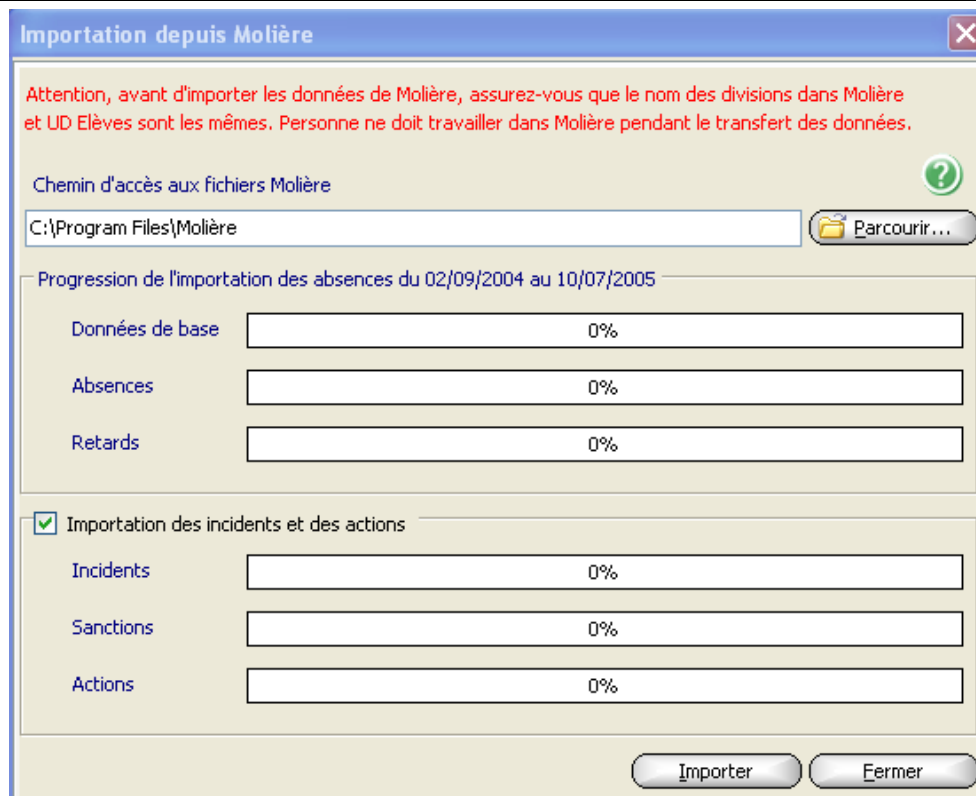 Importation depuis Molière
Attention, avant d'importer les données de Molière, assurez-vous que le nom des divisions dans Molière
et UD Elèves sont les mêmes. Personne ne doit travailler dans Molière pendant le transfert des données.
Chemin d'accès aux fichiers Molière
?
C:\Program Files\Molière
Parcourir...
Progression de l'importation des absences du 02/09/2004 au 10/07/2005
Données de base 0%
Absences 0%
Retards 0%
Importation des incidents et des actions
Incidents 0%
Sanctions 0%
Actions 0%
Importer Fermer